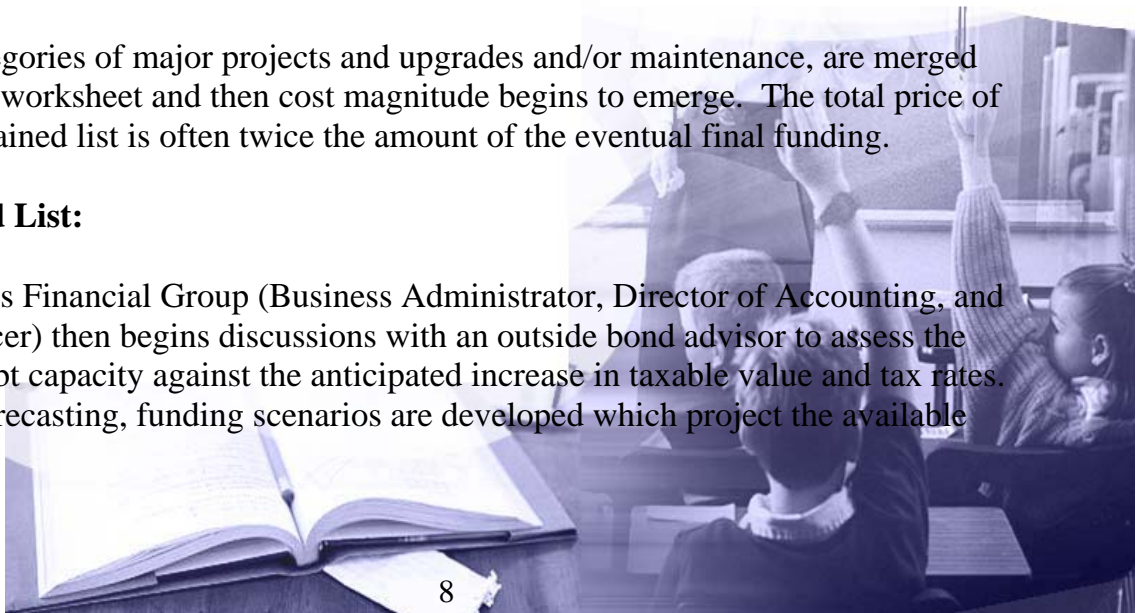 egories of major projects and upgrades and/or maintenance, are merged
worksheet and then cost magnitude begins to emerge. The total price of
ained list is often twice the amount of the eventual final funding.
d List:
s Financial Group (Business Administrator, Director of Accounting, and
cer) then begins discussions with an outside bond advisor to assess the
bt capacity against the anticipated increase in taxable value and tax rates.
recasting, funding scenarios are developed which project the available
8